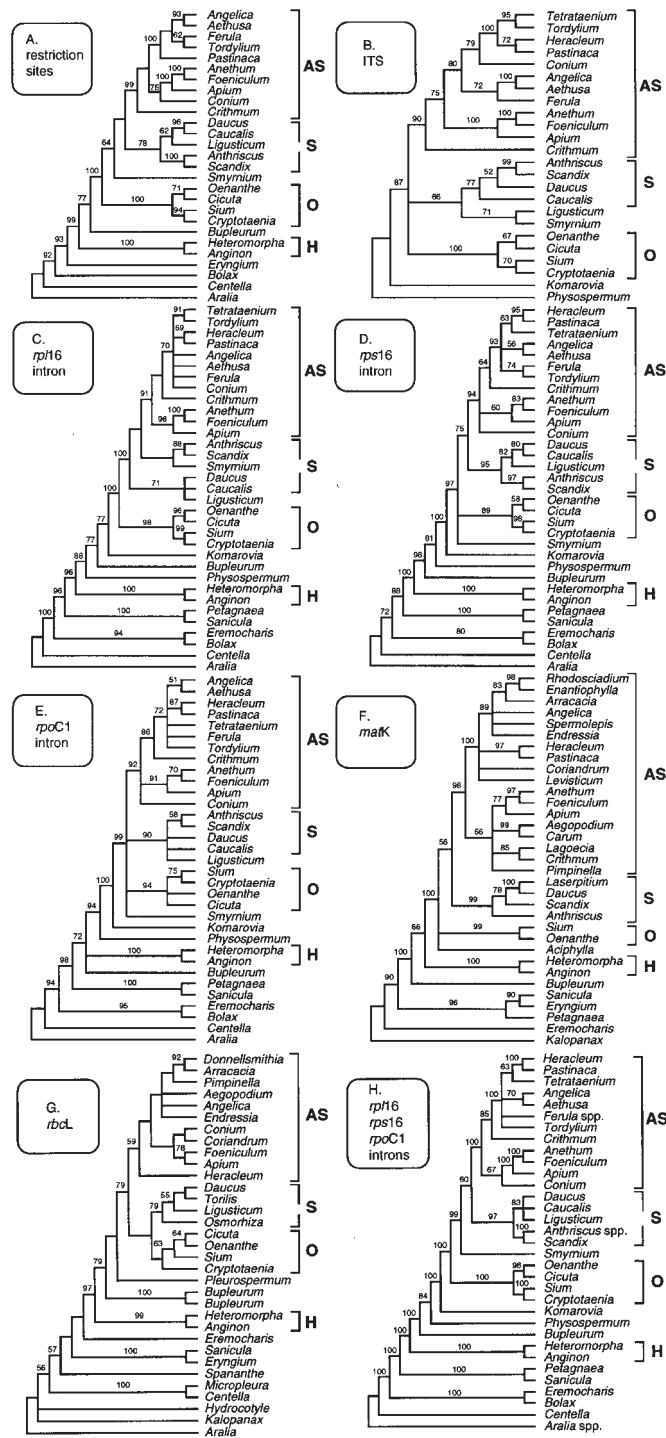 A.
restriction
sites
93
Angelica
Aethusa
100
62
Ferula
Tordylium
Pastinaca
100
Anethum
Foeniculum
76
Apium
Conium
99
Crithmum
AS
96
Daucus
Caucalis
62
Ligusticum
78
100
Anthriscus
Scandix
S
64
Smyrnium
100
71
Oenanthe
Cicuta
100
94
Sium
Cryptotaenia
O
77
Bupleurum
99
100
Heteromorpha
Anginon
H
93
Eryngium
92
Bolax
Centella
Aralia
B.
ITS
95
Tetrataenium
Tordylium
100
72
Heracleum
Pastinaca
79
Conium
80
100
Angelica
Aethusa
72
Ferula
75
100
Anethum
Foeniculum
100
Apium
90
Crithmum
AS
99
Anthriscus
Scandix
52
77
Daucus
Caucalis
66
71
Ligusticum
Smyrnium
S
87
67
Oenanthe
Cicuta
100
70
Sium
Cryptotaenia
O
Komarovia
Physospermum
C.
rpl16
intron
91
Tetrataenium
Tordylium
69
Heracleum
Pastinaca
70
Angelica
Aethusa
Ferula
Conium
Crithmum
91
100
Anethum
Foeniculum
96
Apium
AS
88
Anthriscus
Scandix
Smyrnium
100
71
Daucus
Caucalis
Ligusticum
S
100
96
Oenanthe
Cicuta
98
99
Sium
Cryptotaenia
O
77
Komarovia
77
Bupleurum
88
Physospermum
96
100
Heteromorpha
Anginon
H
96
100
Petagnaea
Sanicula
100
94
Eremocharis
Bolax
Centella
Aralia
D.
rps16
intron
95
Heracleum
Pastinaca
63
Tetrataenium
93
56
Angelica
Aethusa
64
74
Ferula
Tordylium
Crithmum
94
83
Anethum
Foeniculum
60
Apium
Conium
AS
75
80
Daucus
Caucalis
82
Ligusticum
95
97
Anthriscus
Scandix
S
97
58
Oenanthe
Cicuta
89
98
Sium
Cryptotaenia
O
100
Smyrnium
81
Komarovia
98
Physospermum
Bupleurum
88
100
Heteromorpha
Anginon
H
72
100
Petagnaea
Sanicula
80
Eremocharis
Bolax
Centella
Aralia
E.
rpoC1
intron
51
Angelica
Aethusa
87
Heracleum
Pastinaca
72
Tetrataenium
Ferula
Tordylium
86
Crithmum
92
70
Anethum
Foeniculum
91
Apium
Conium
AS
58
Anthriscus
Scandix
90
Daucus
Caucalis
Ligusticum
S
99
75
Sium
Cryptotaenia
94
Oenanthe
Cicuta
O
100
Smyrnium
94
Komarovia
72
Physospermum
100
Heteromorpha
Anginon
H
98
Bupleurum
94
100
Petagnaea
Sanicula
95
Eremocharis
Bolax
Centella
Aralia
F.
matK
98
Rhodosciadium
Enantiophylla
83
Arracacia
89
Angelica
Spermolepis
Endressia
100
97
Heracleum
Pastinaca
Coriandrum
Levisticum
98
97
Anethum
Foeniculum
77
Apium
99
Aegopodium
Carum
56
85
Lagoecia
Crithmum
Pimpinella
AS
56
100
Laserpitium
Daucus
78
Scandix
99
Anthriscus
S
100
99
Sium
Oenanthe
O
66
Aciphylla
100
Heteromorpha
Anginon
H
90
Bupleurum
90
Sanicula
Eryngium
96
Petagnaea
Eremocharis
Kalopanax
G.
rbcL
92
Donnellsmithia
Arracacia
Pimpinella
Aegopodium
Angelica
Endressia
59
Conium
Coriandrum
78
Foeniculum
Apium
Heracleum
AS
79
55
Daucus
Torilis
79
Ligusticum
Osmorhiza
S
64
Cicuta
Oenanthe
63
Sium
Cryptotaenia
O
79
Pleurospermum
97
100
Bupleurum
Bupleurum
99
Heteromorpha
Anginon
H
Eremocharis
57
100
Sanicula
Eryngium
56
Spananthe
100
Micropleura
Centella
Hydrocotyle
Kalopanax
Aralia
H.
rpl16
rps16
rpoC1
introns
100
Heracleum
Pastinaca
63
Tetrataenium
100
70
Angelica
Aethusa
85
Ferula spp.
Tordylium
Crithmum
100
100
Anethum
Foeniculum
100
67
Apium
Conium
AS
60
83
Daucus
Caucalis
Ligusticum
97
100
Anthriscus spp.
Scandix
S
99
Smyrnium
100
96
Oenanthe
Cicuta
100
100
Sium
Cryptotaenia
O
100
Komarovia
84
Physospermum
100
Bupleurum
100
100
Heteromorpha
Anginon
H
100
100
Petagnaea
Sanicula
100
100
Eremocharis
Bolax
Centella
Aralia spp.